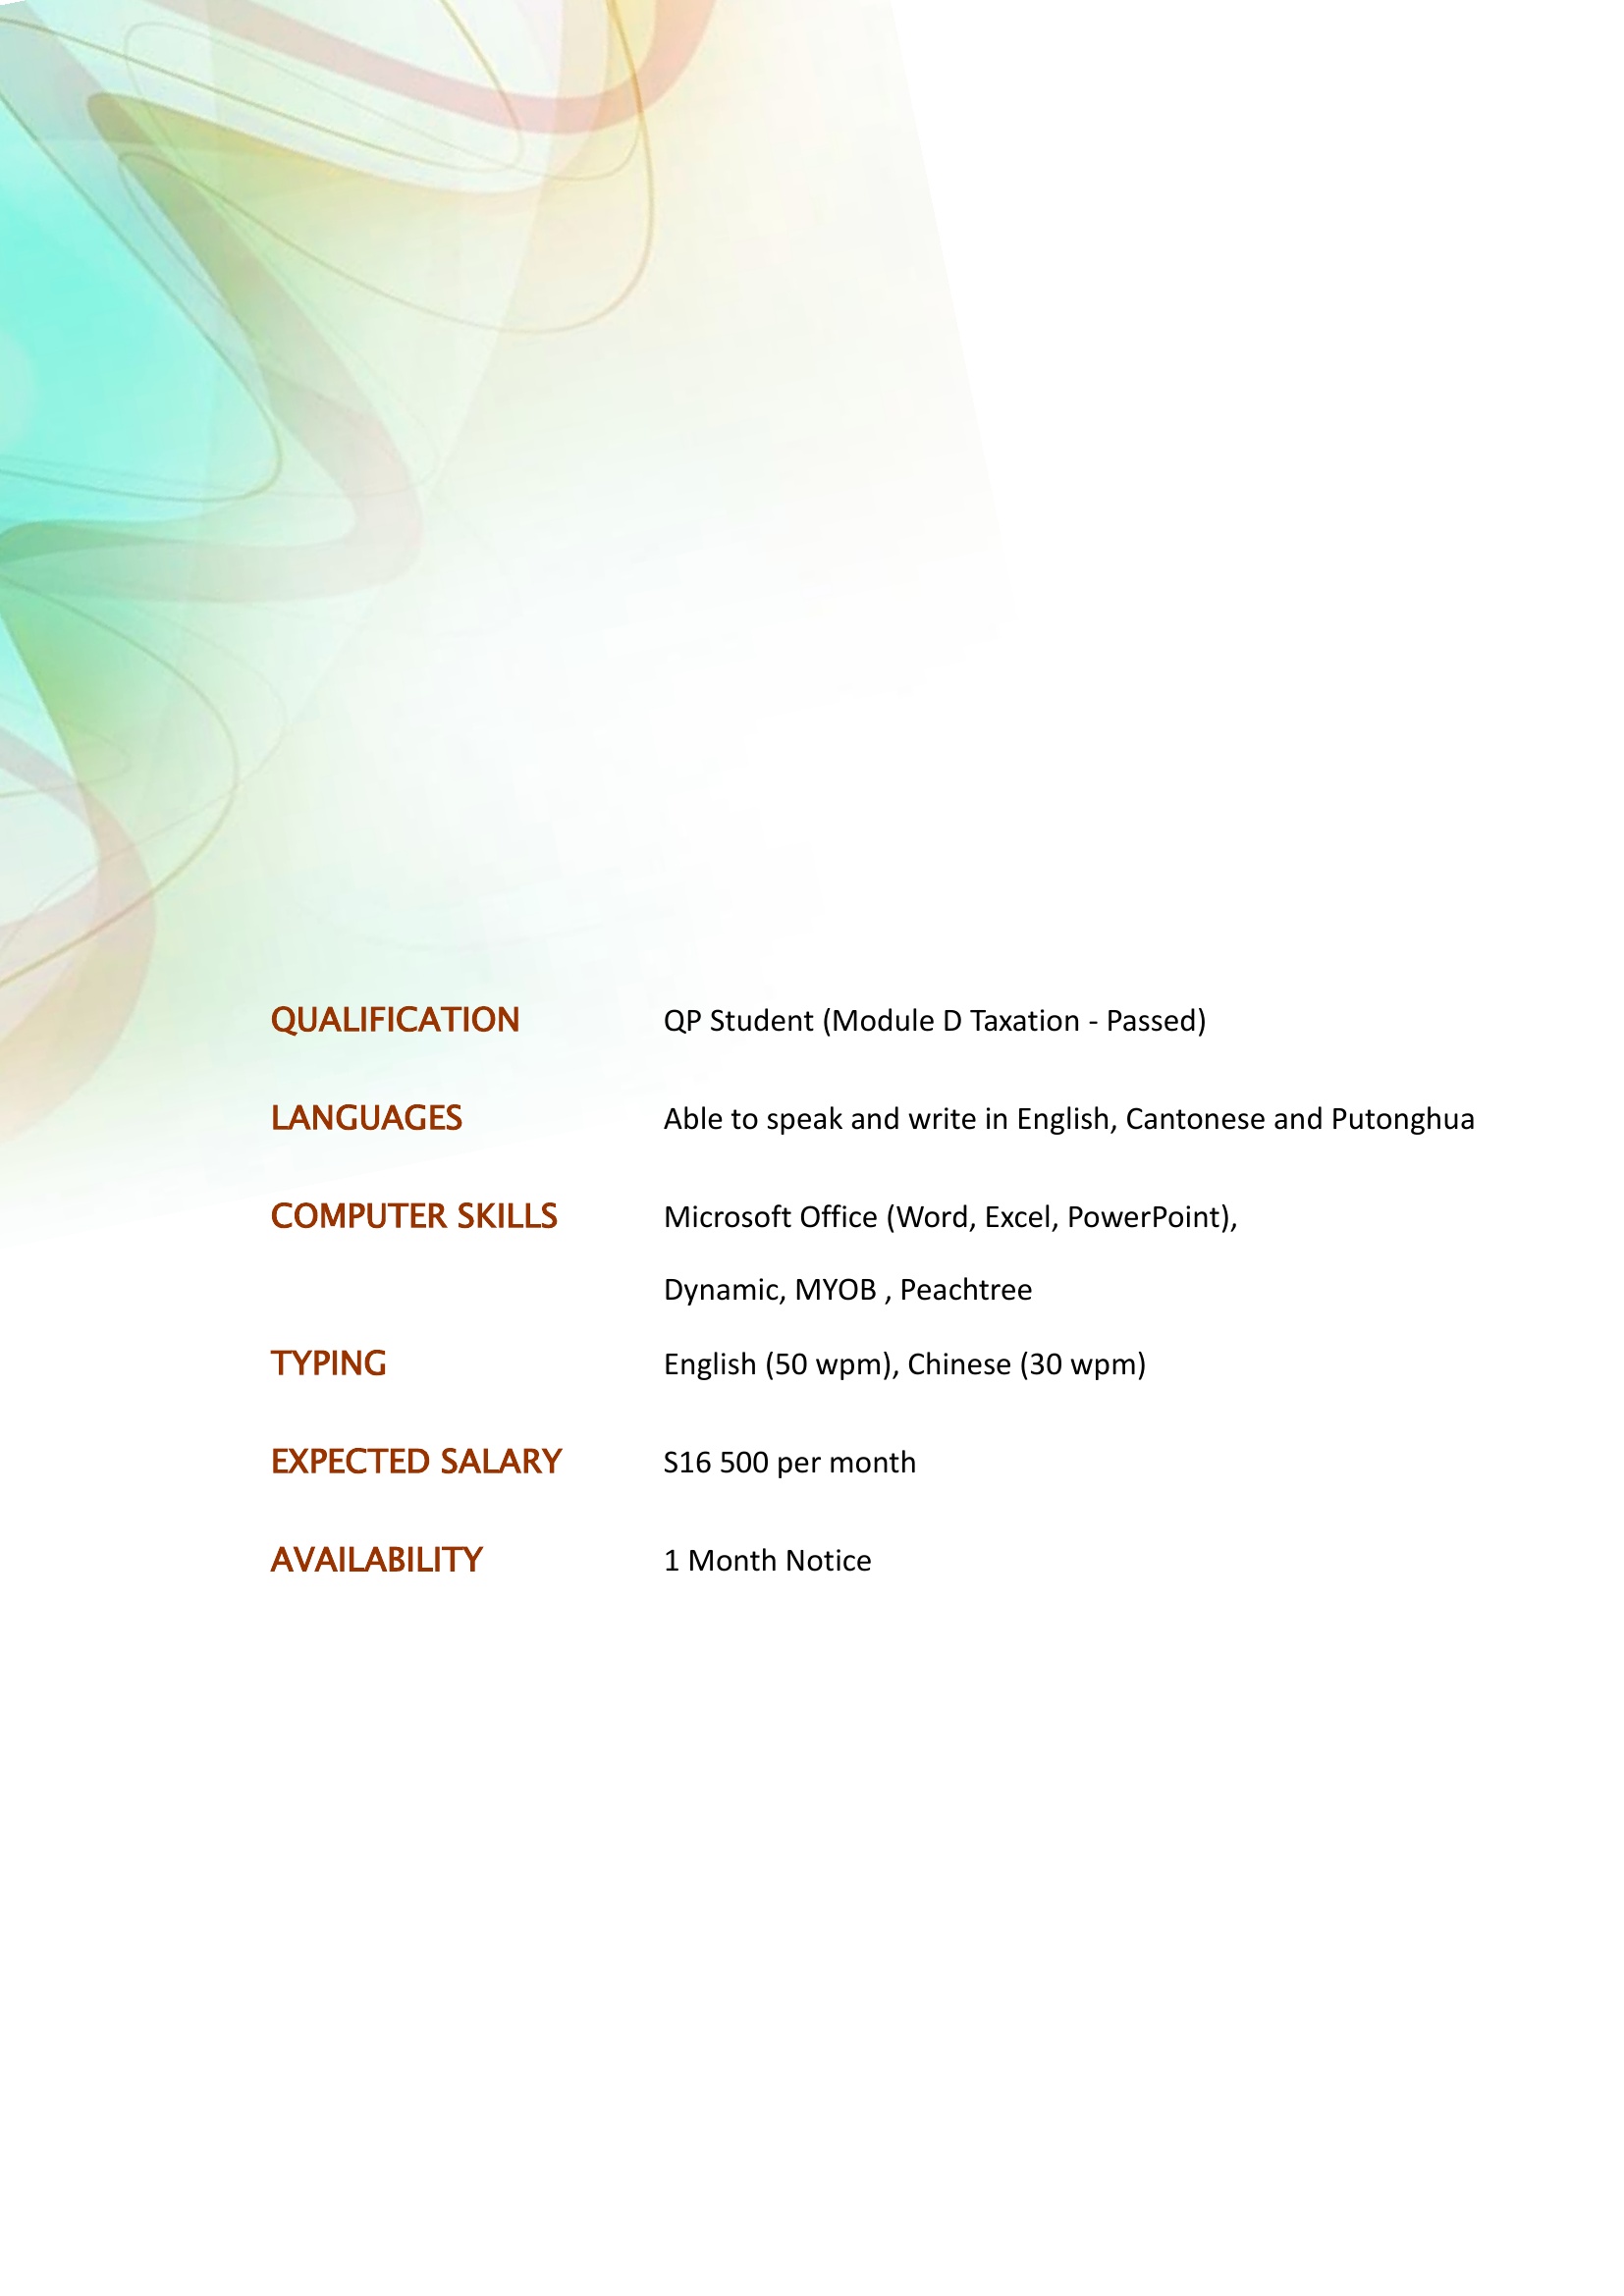 QUALIFICATION QP Student (Module D Taxation - Passed)
LANGUAGES Able to speak and write in English, Cantonese and Putonghua
COMPUTER SKILLS Microsoft Office (Word, Excel, PowerPoint),
Dynamic, MYOB , Peachtree
TYPING English (50 wpm), Chinese (30 wpm)
EXPECTED SALARY S16 500 per month
AVAILABILITY 1 Month Notice